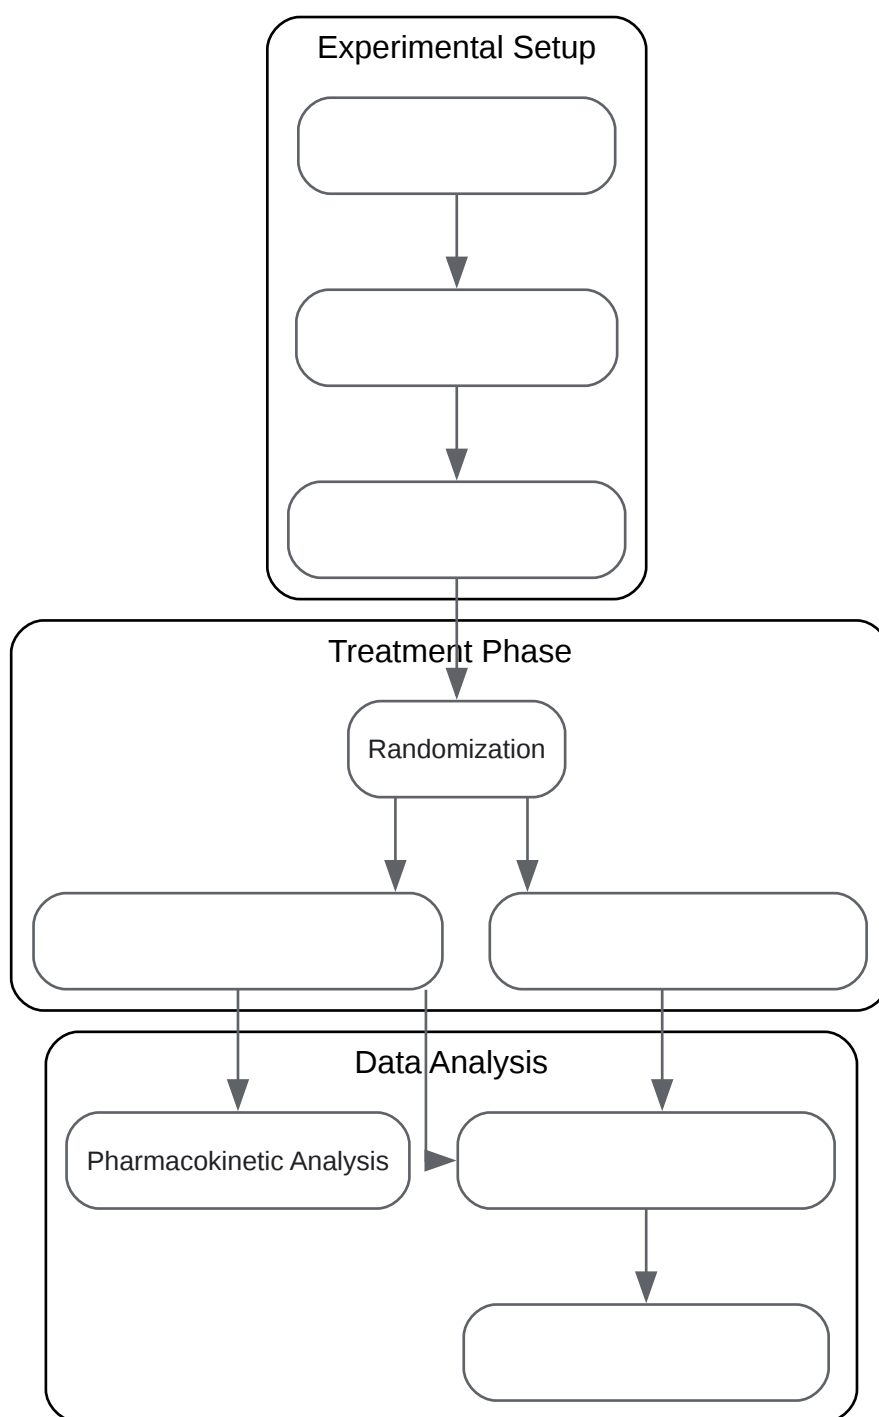 Experimental Setup
Treatment Phase
Randomization
Data Analysis
Pharmacokinetic Analysis